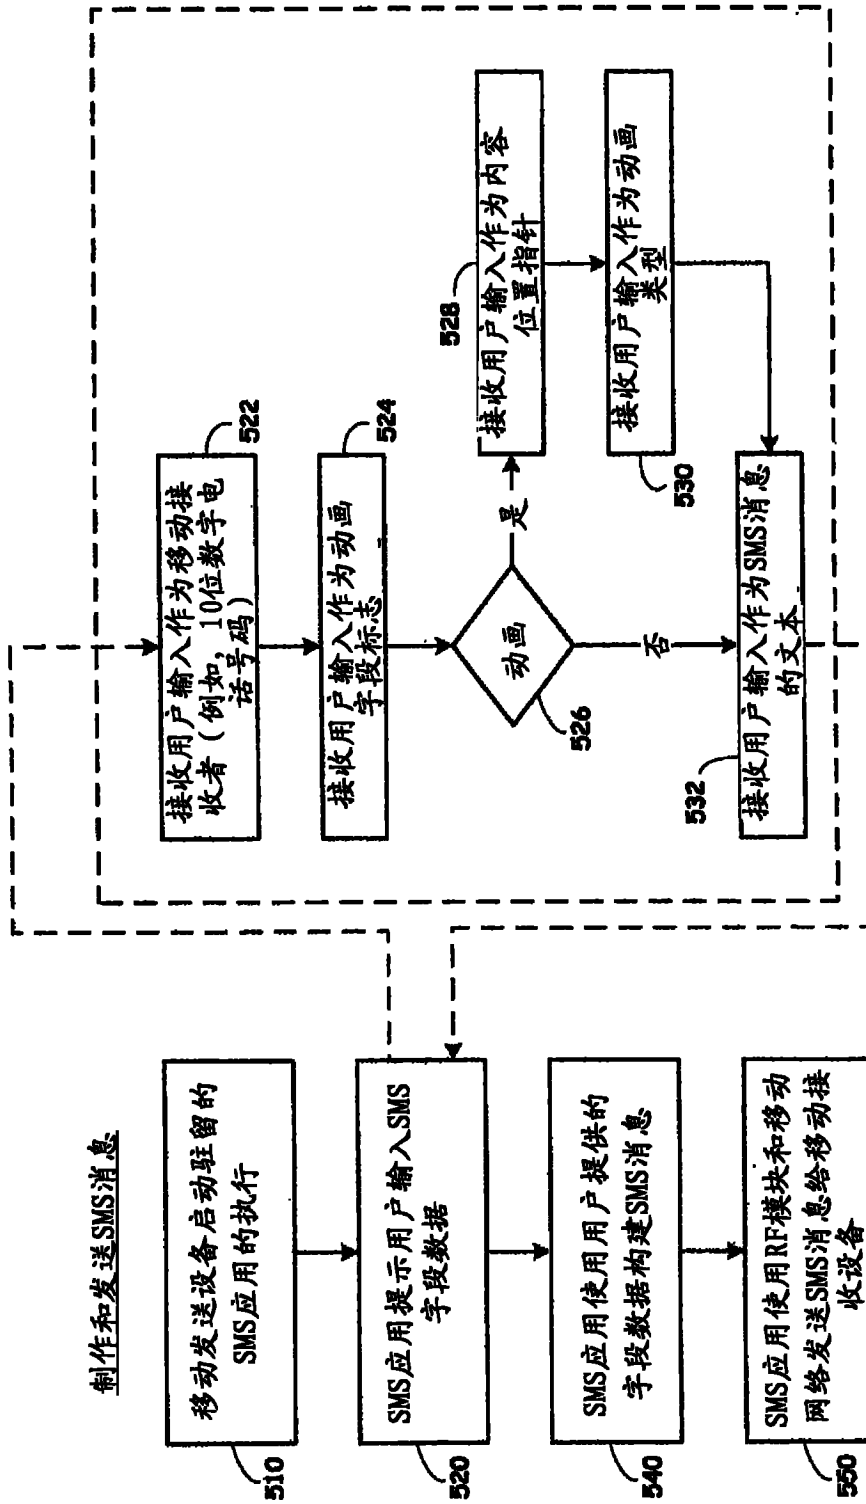 制作和发送SMS消息
移动发送设备启动驻留的
SMS应用的执行
510
SMS应用提示用户输入SMS
字段数据
520
SMS应用使用用户提供的
字段数据构建SMS消息
540
SMS应用使用RF模块和移动
网络发送SMS消息给移动接
收设备
550
接收用户输入作为移动接
收者（例如，10位数字电
话号码）
522
接收用户输入作为动画
字段标志
524
动画
526
是
否
接收用户输入作为内容
位置指针
528
接收用户输入作为动画
类型
530
接收用户输入作为SMS消息
的文本
532